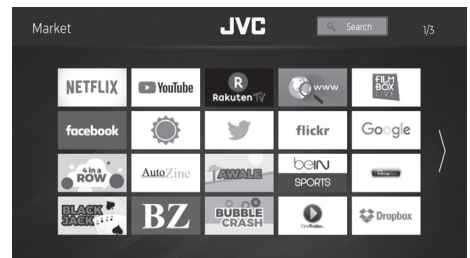 Market
JVC
Search
1/3
NETFLIX
YouTube
R
Rakuten TV
www
FILM
BOX
LIVE
facebook
flickr
Google
4 in a
ROW
AutoZine
AWALE
beIN
SPORTS
BLACK
JACK
BZ
BUBBLE
CRASH
Dropbox